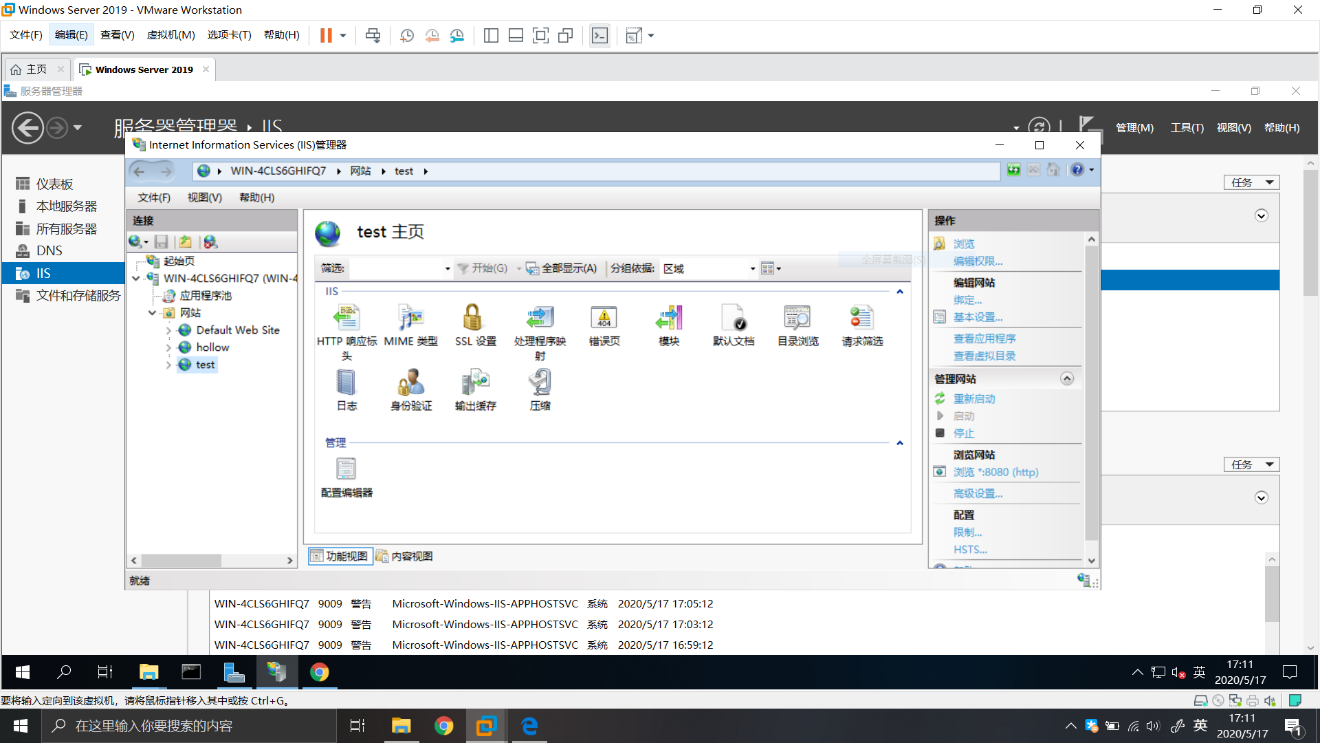 Windows Server 2019 - VMware Workstation
文件(F) 编辑(E) 查看(V) 虚拟机(M) 选项卡(T) 帮助(H)
主页 Windows Server 2019
服务器管理器
服务器管理器 IIS 管理(M) 工具(T) 视图(V) 帮助(H)
Internet Information Services (IIS)管理器
WIN-4CLS6GHIFQ7 网站 test
文件(F) 视图(V) 帮助(H)
仪表板
本地服务器
所有服务器
DNS
IIS
文件和存储服务
连接
起始页
WIN-4CLS6GHIFQ7 (WIN-4
应用程序池
网站
Default Web Site
hollow
test
test 主页
筛选: 开始(G) 全部显示(A) 分组依据: 区域
全屏幕截图(S)
IIS
HTTP 响应标头 MIME 类型 SSL 设置 处理程序映射 错误页 模块 默认文档 目录浏览 请求筛选
日志 身份验证 输出缓存 压缩
管理
配置编辑器
功能视图 内容视图
就绪
操作
浏览
编辑权限...
编辑网站
绑定...
基本设置...
查看应用程序
查看虚拟目录
管理网站
重新启动
启动
停止
浏览网站
浏览 *:8080 (http)
高级设置...
配置
限制...
HSTS...
任务
任务
WIN-4CLS6GHIFQ7 9009 警告 Microsoft-Windows-IIS-APPHOSTSVC 系统 2020/5/17 17:05:12
WIN-4CLS6GHIFQ7 9009 警告 Microsoft-Windows-IIS-APPHOSTSVC 系统 2020/5/17 17:03:12
WIN-4CLS6GHIFQ7 9009 警告 Microsoft-Windows-IIS-APPHOSTSVC 系统 2020/5/17 16:59:12
英 17:11
2020/5/17
要将输入定向到该虚拟机，请将鼠标指针移入其中或按 Ctrl+G。
在这里输入你要搜索的内容
英 17:11
2020/5/17
1